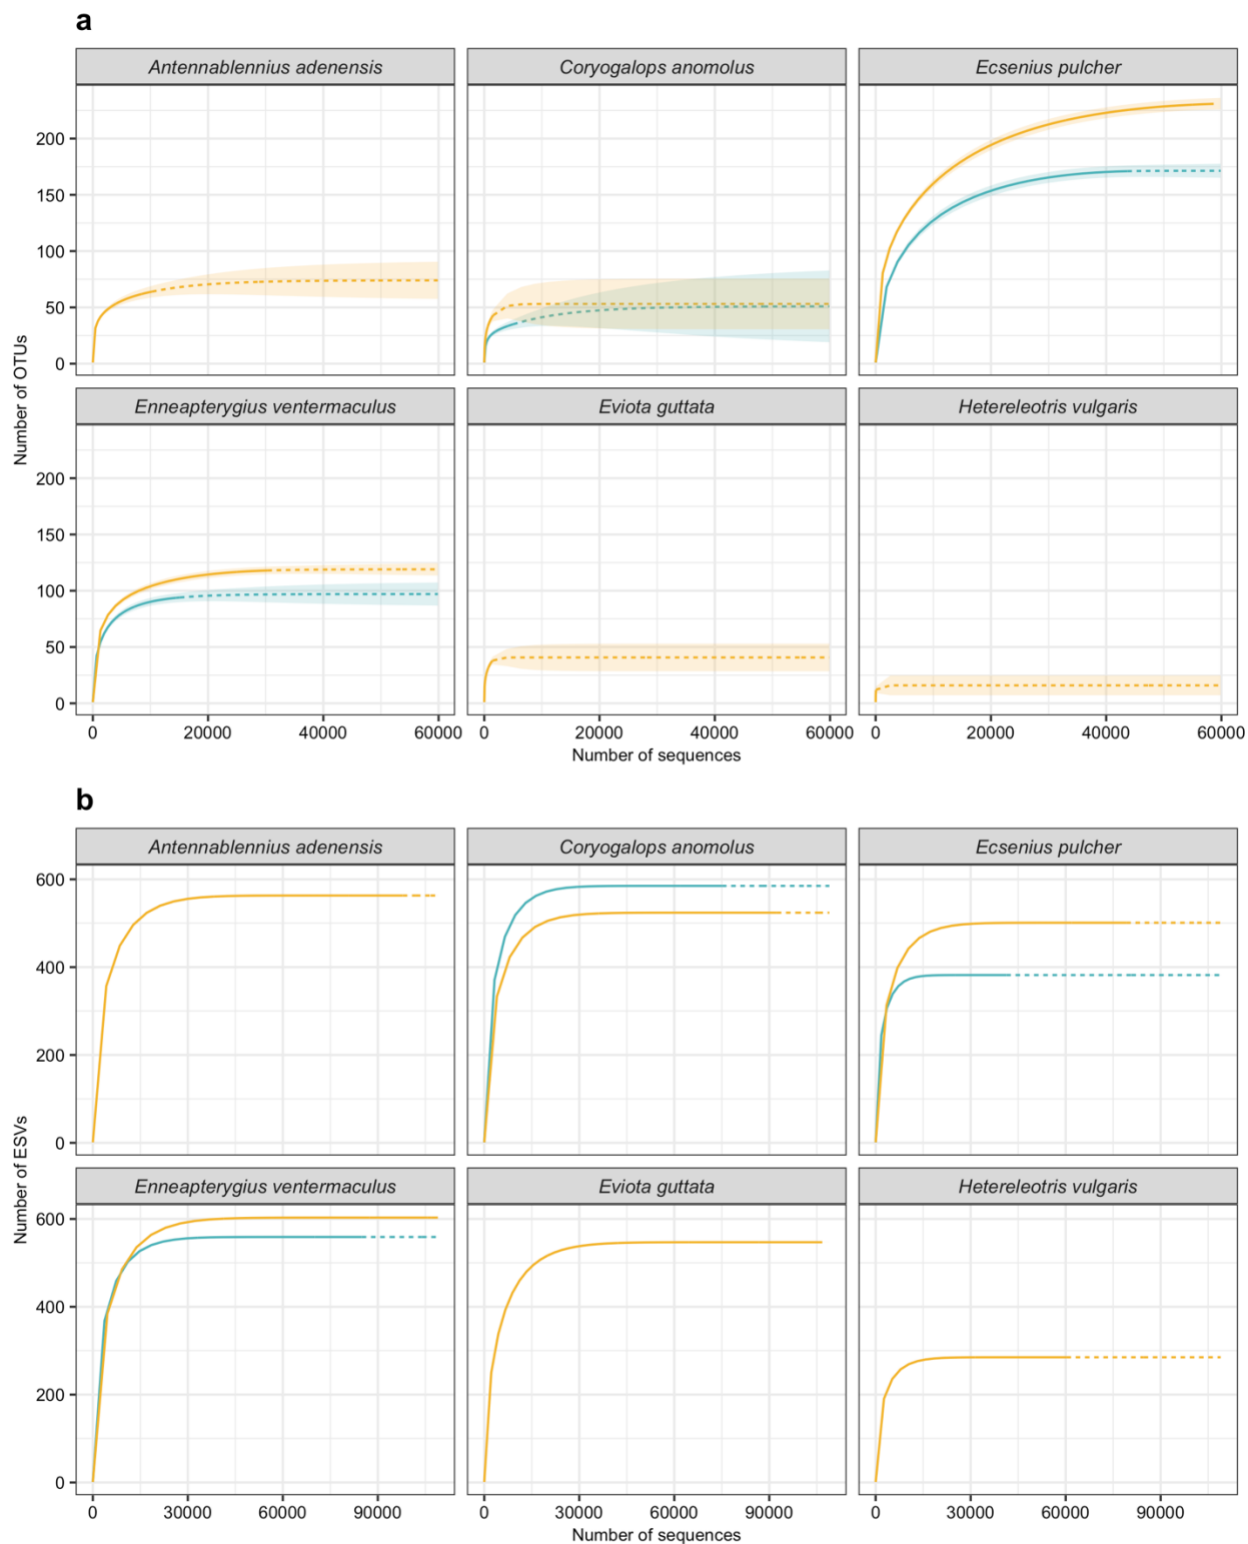 a
Antennablennius adenensis
Coryogalops anomolus
Ecsenius pulcher
200
150
100
50
0
Number of OTUs
Enneapterygius ventermaculus
Eviota guttata
Hetereleotris vulgaris
200
150
100
50
0
0 20000 40000 60000
0 20000 40000 60000
0 20000 40000 60000
Number of sequences
b
Antennablennius adenensis
Coryogalops anomolus
Ecsenius pulcher
600
400
200
0
Number of ESVs
Enneapterygius ventermaculus
Eviota guttata
Hetereleotris vulgaris
600
400
200
0
0 30000 60000 90000
0 30000 60000 90000
0 30000 60000 90000
Number of sequences